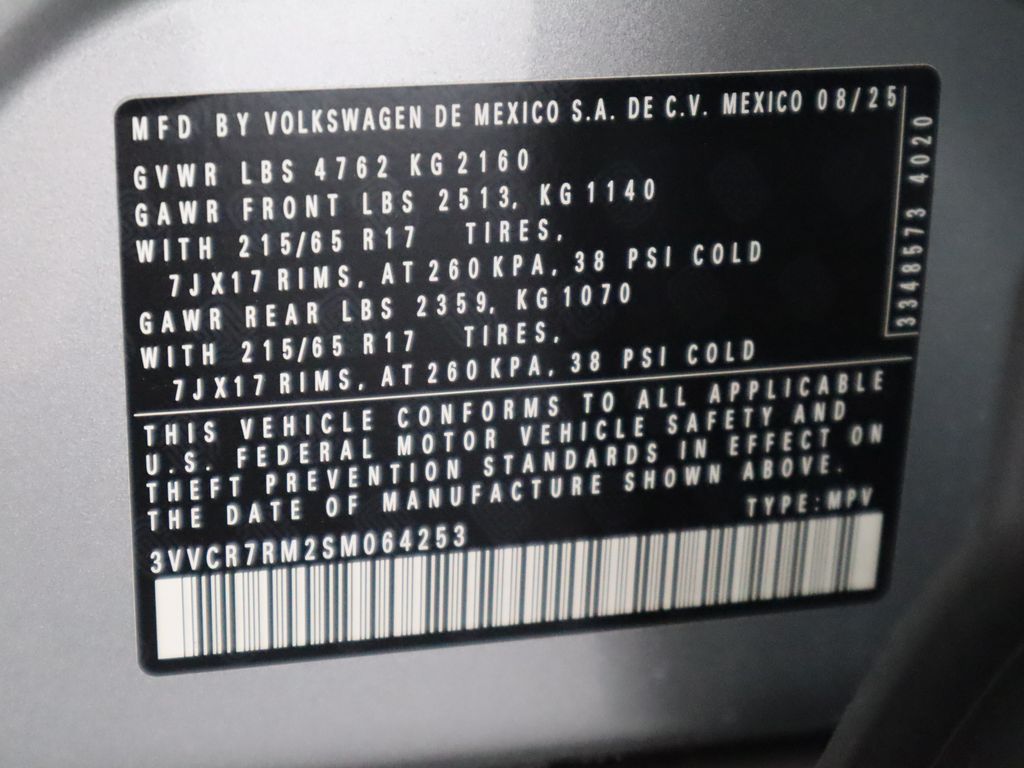 MFD BY VOLKSWAGEN DE MEXICO S.A. DE C.V. MEXICO 08/25
GVWR LBS 4762 KG 2160
GAWR FRONT LBS 2513, KG 1140
WITH 215/65 R17 TIRES,
7JX17 RIMS, AT 260 KPA, 38 PSI COLD
GAWR REAR LBS 2359, KG 1070
WITH 215/65 R17 TIRES,
7JX17 RIMS, AT 260 KPA, 38 PSI COLD
3348573 4020
THIS VEHICLE CONFORMS TO ALL APPLICABLE
U.S. FEDERAL MOTOR VEHICLE SAFETY AND
THEFT PREVENTION STANDARDS IN EFFECT ON
THE DATE OF MANUFACTURE SHOWN ABOVE.
TYPE:MPV
3VVCR7RM2SM064253